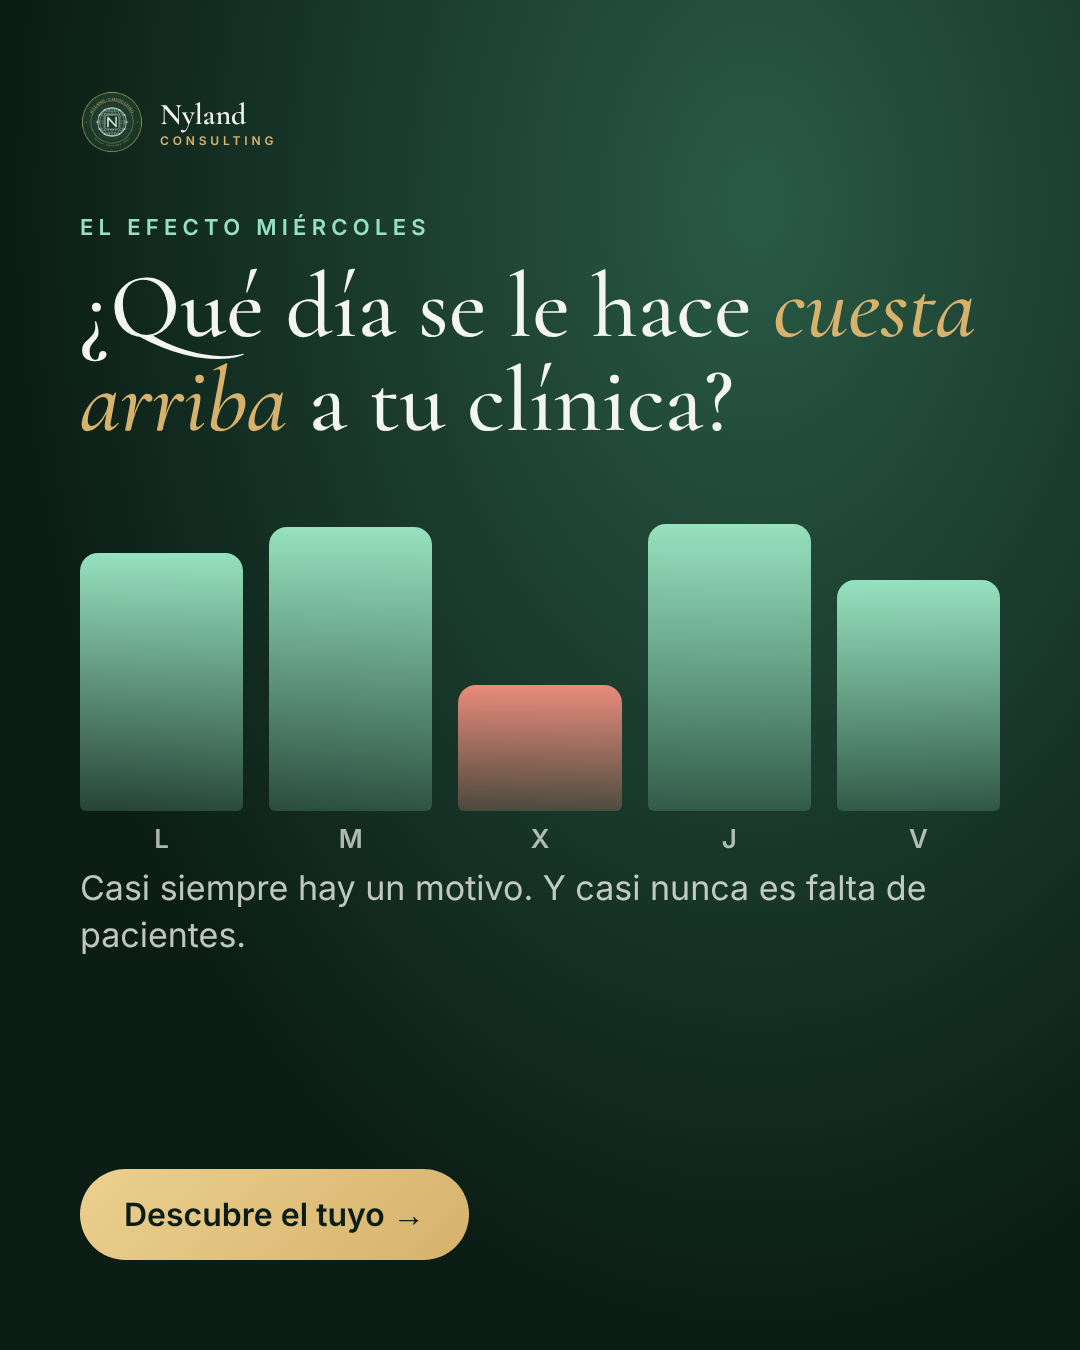 Nyland
CONSULTING
EL EFECTO MIÉRCOLES
¿Qué día se le hace cuesta
arriba a tu clínica?
L M X J V
Casi siempre hay un motivo. Y casi nunca es falta de
pacientes.
Descubre el tuyo →